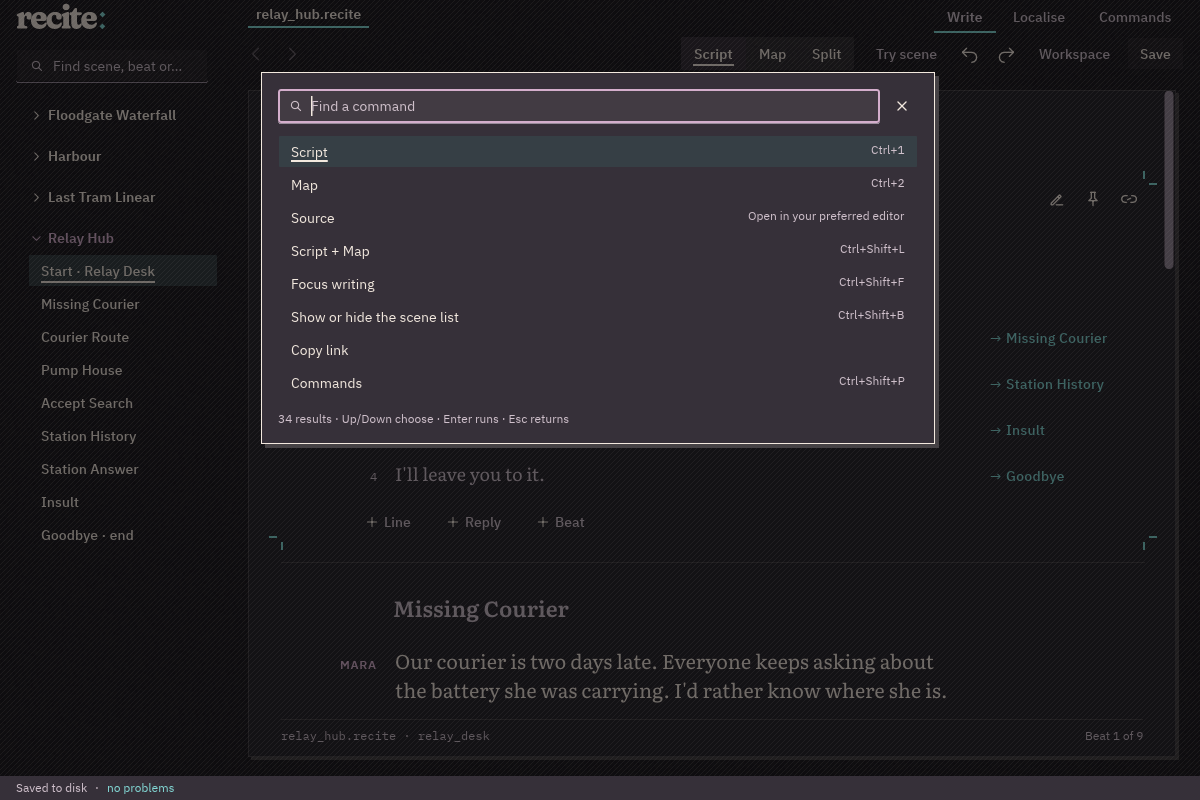 recite:
relay_hub.recite
Write
Localise
Commands
Find scene, beat or...
Script
Map
Split
Try scene
Workspace
Save
Floodgate Waterfall
Harbour
Last Tram Linear
Relay Hub
Start · Relay Desk
Missing Courier
Courier Route
Pump House
Accept Search
Station History
Station Answer
Insult
Goodbye · end
Find a command
Script Ctrl+1
Map Ctrl+2
Source Open in your preferred editor
Script + Map Ctrl+Shift+L
Focus writing Ctrl+Shift+F
Show or hide the scene list Ctrl+Shift+B
Copy link
Commands Ctrl+Shift+P
34 results · Up/Down choose · Enter runs · Esc returns
→ Missing Courier
→ Station History
→ Insult
4 I'll leave you to it. → Goodbye
+ Line + Reply + Beat
Missing Courier
MARA Our courier is two days late. Everyone keeps asking about
the battery she was carrying. I'd rather know where she is.
relay_hub.recite · relay_desk
Beat 1 of 9
Saved to disk · no problems